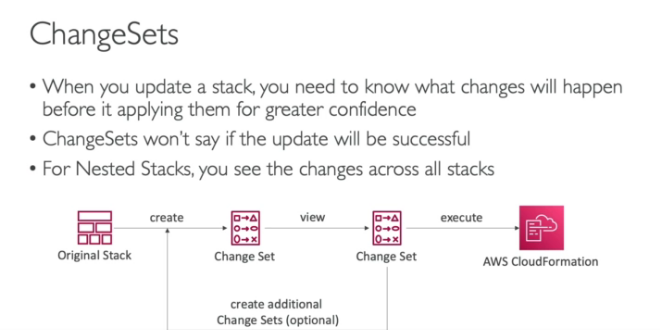 ChangeSets
• When you update a stack, you need to know what changes will happen
before it applying them for greater confidence
• ChangeSets won't say if the update will be successful
• For Nested Stacks, you see the changes across all stacks
create
view
execute
Original Stack
Change Set
Change Set
AWS CloudFormation
create additional
Change Sets (optional)